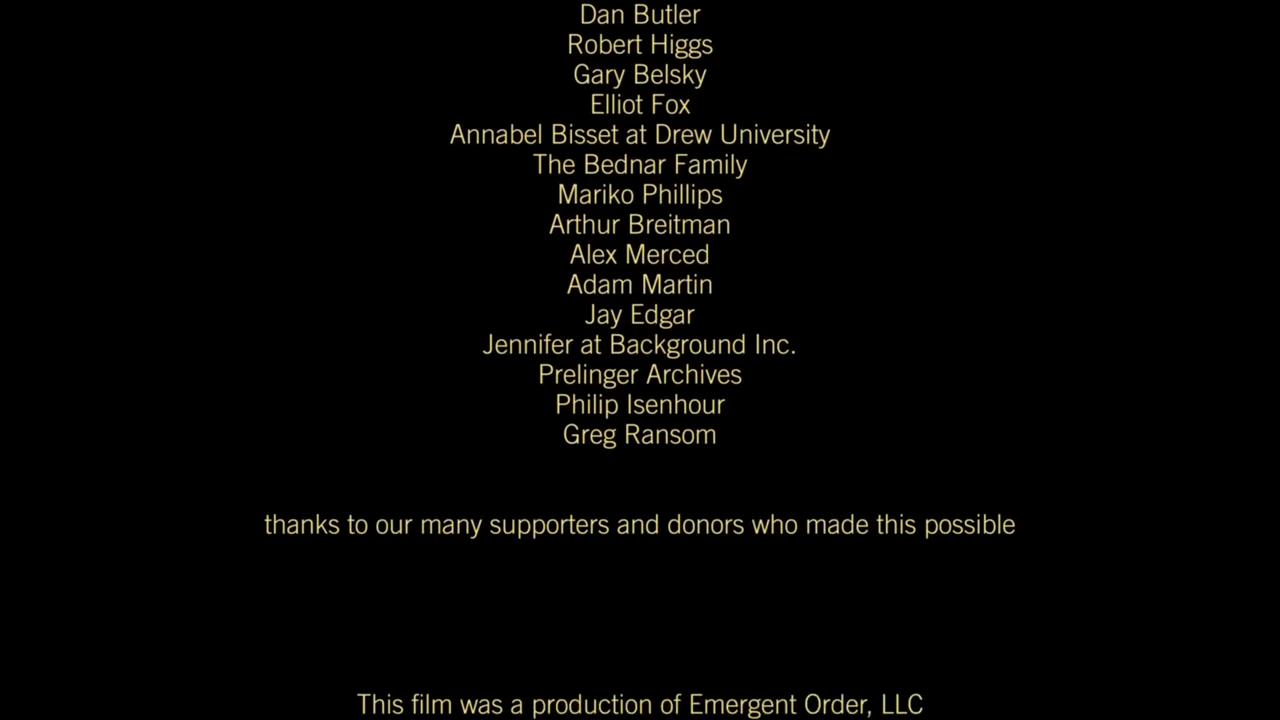 Dan Butler
Robert Higgs
Gary Belsky
Elliot Fox
Annabel Bisset at Drew University
The Bednar Family
Mariko Phillips
Arthur Breitman
Alex Merced
Adam Martin
Jay Edgar
Jennifer at Background Inc.
Prelinger Archives
Philip Isenhour
Greg Ransom
thanks to our many supporters and donors who made this possible
This film was a production of Emergent Order, LLC